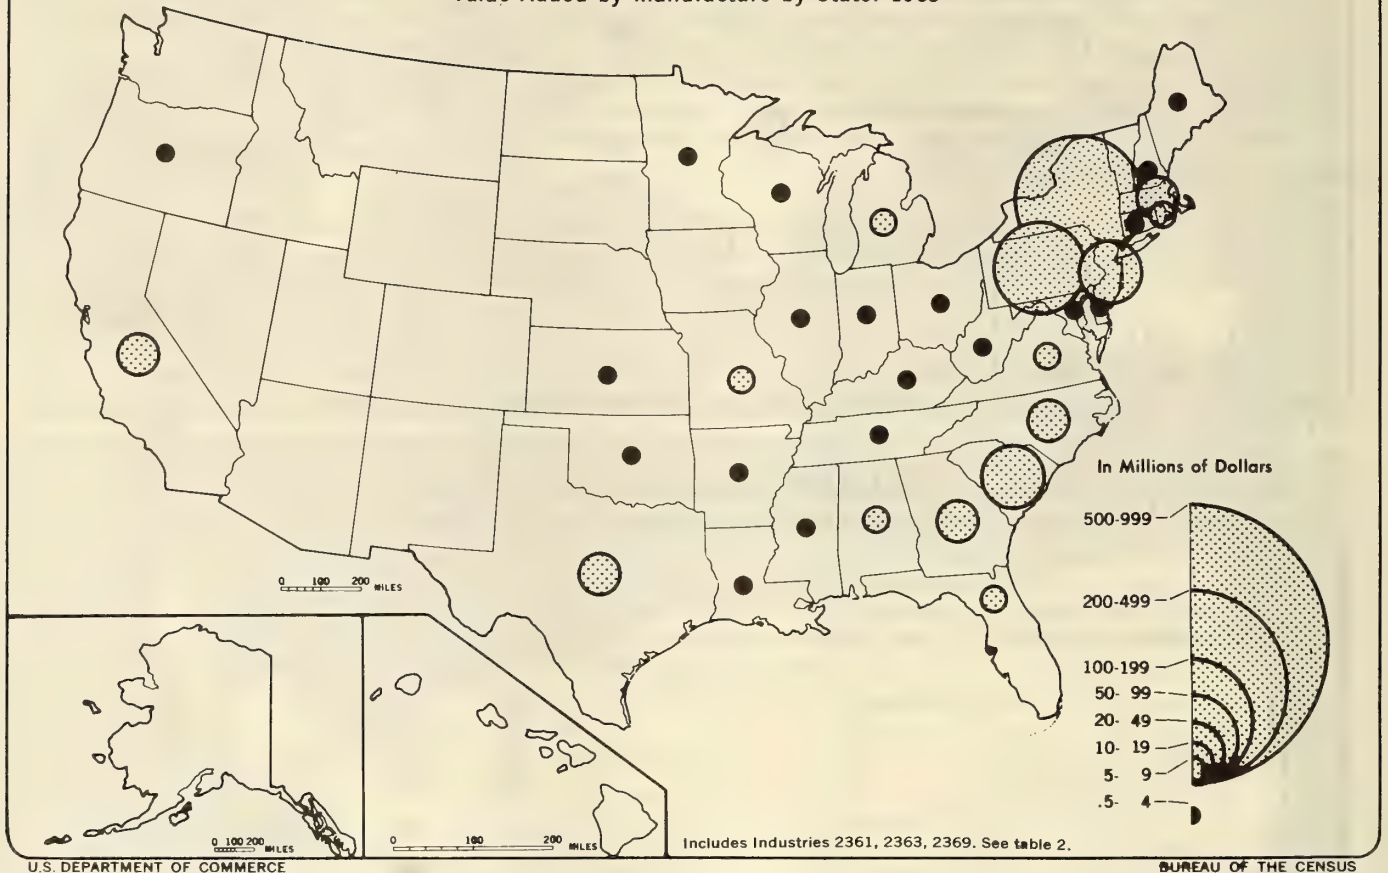 In Millions of Dollars
500-999
200-499
100-199
50- 99
20- 49
10- 19
5- 9
.5- 4
0 100 200 MILES
0 100 200 MILES
0 100 200 MILES
Includes Industries 2361, 2363, 2369. See table 2.
U.S. DEPARTMENT OF COMMERCE
BUREAU OF THE CENSUS